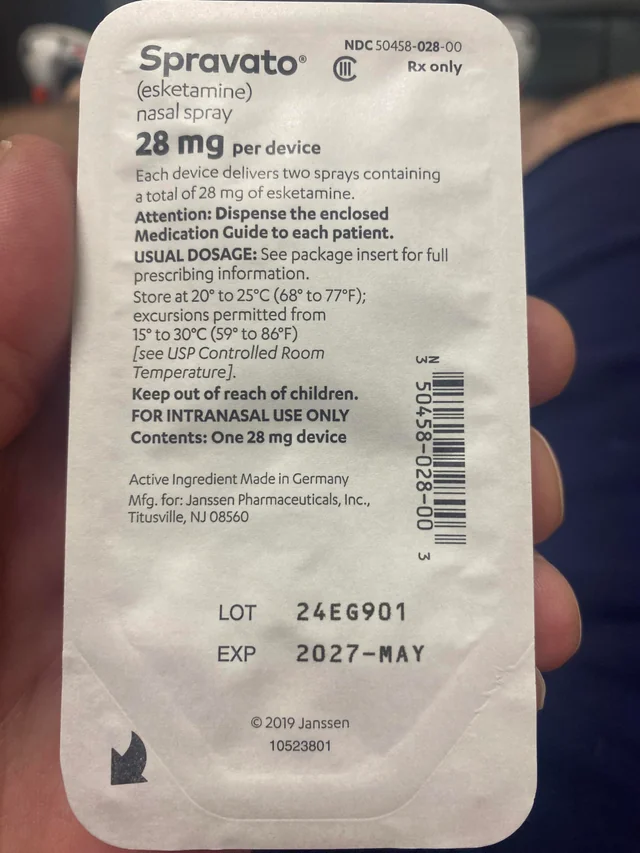 Spravato®
NDC 50458-028-00
CIII
Rx only
(esketamine)
nasal spray
28 mg per device
Each device delivers two sprays containing
a total of 28 mg of esketamine.
Attention: Dispense the enclosed
Medication Guide to each patient.
USUAL DOSAGE: See package insert for full
prescribing information.
Store at 20° to 25°C (68° to 77°F);
excursions permitted from
15° to 30°C (59° to 86°F)
[see USP Controlled Room
Temperature].
Keep out of reach of children.
FOR INTRANASAL USE ONLY
Contents: One 28 mg device
N
3 50458-028-00 3
Active Ingredient Made in Germany
Mfg. for: Janssen Pharmaceuticals, Inc.,
Titusville, NJ 08560
LOT 24EG901
EXP 2027-MAY
© 2019 Janssen
10523801